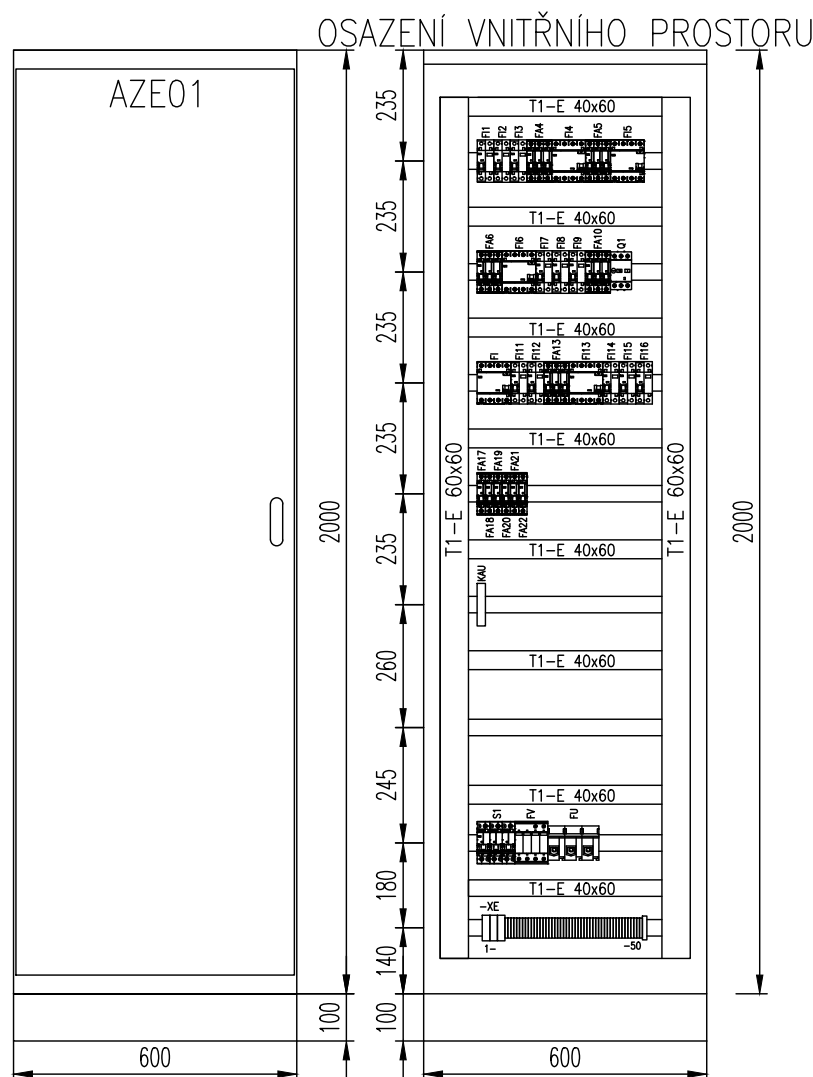 OSAZENÍ VNITŘNÍHO PROSTORU
AZE01
2000
100
600
235
235
235
235
235
260
245
180
140
100
T1-E 40x60
FI1 FI2 FI3 FA4 FI4 FA5 FI5
T1-E 40x60
FA6 FI6 FI7 FI8 FI9 FA10 Q1
T1-E 40x60
FI FI11 FI12 FA13 FI13 FI14 FI15 FI16
T1-E 40x60
T1-E 60x60
T1-E 60x60
FA17 FA19 FA21
FA18 FA20 FA22
T1-E 40x60
KAU
T1-E 40x60
T1-E 40x60
S1 FV FU
T1-E 40x60
-XE
1- -50
2000
600